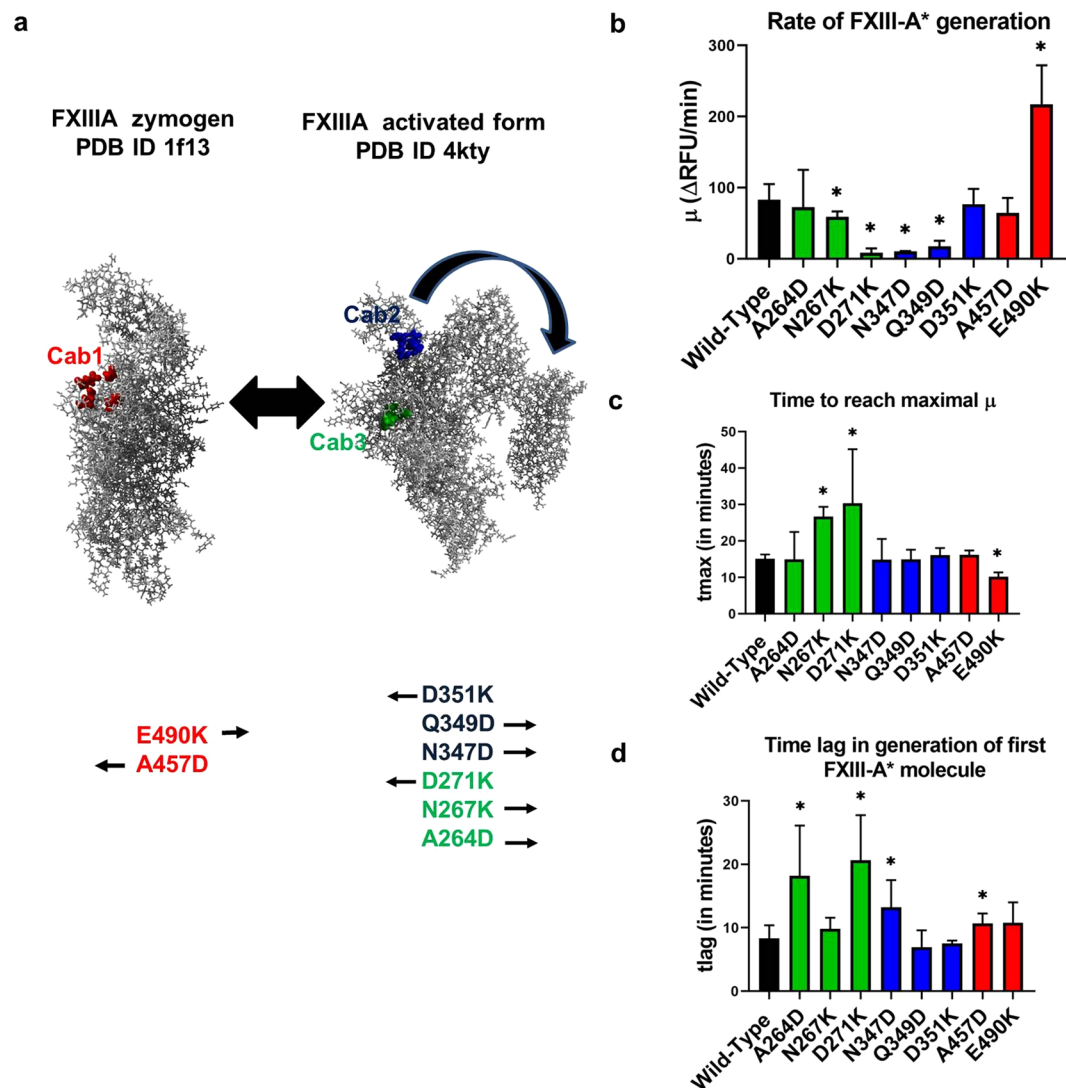 a
FXIIIA zymogen
PDB ID 1f13
FXIIIA activated form
PDB ID 4kty
Cab1
Cab2
Cab3
E490K
A457D
D351K
Q349D
N347D
D271K
N267K
A264D
b
Rate of FXIII-A* generation
μ (ΔRFU/min)
300
200
100
0
*
*
*
*
*
Wild-Type
A264D
N267K
D271K
N347D
Q349D
D351K
A457D
E490K
c
Time to reach maximal μ
tmax (in minutes)
50
40
30
20
10
0
*
*
*
Wild-Type
A264D
N267K
D271K
N347D
Q349D
D351K
A457D
E490K
d
Time lag in generation of first
FXIII-A* molecule
tlag (in minutes)
30
20
10
0
*
*
*
*
Wild-Type
A264D
N267K
D271K
N347D
Q349D
D351K
A457D
E490K